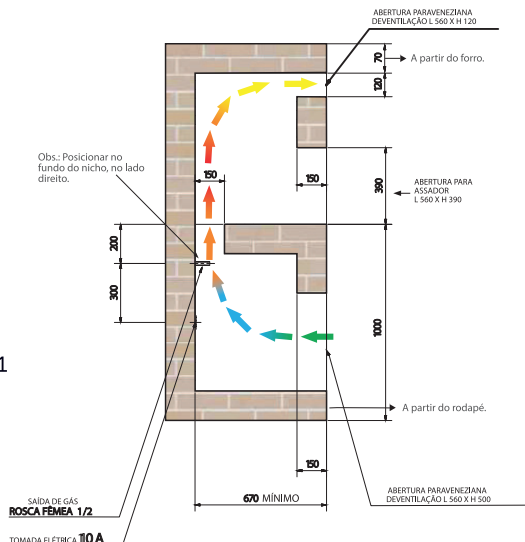 ABERTURA PARAVENEZIANA
DEVENTILAÇÃO L 560 X H 120
70
A partir do forro.
120
Obs.: Posicionar no
fundo do nicho, no lado
direito.
150
150
390
ABERTURA PARA
ASSADOR
L 560 X H 390
200
300
1000
1
A partir do rodapé.
150
670 MÍNIMO
ABERTURA PARAVENEZIANA
DEVENTILAÇÃO L 560 X H 500
SAÍDA DE GÁS
ROSCA FÊMEA 1/2
TOMADA ELÉTRICA 10 A